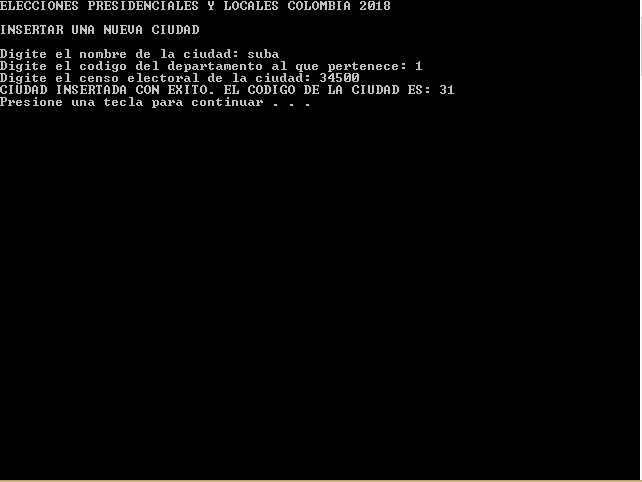 ELECCIONES PRESIDENCIALES Y LOCALES COLOMBIA 2018
INSERTAR UNA NUEVA CIUDAD
Digite el nombre de la ciudad: suba
Digite el codigo del departamento al que pertenece: 1
Digite el censo electoral de la ciudad: 34500
CIUDAD INSERTADA CON EXITO. EL CODIGO DE LA CIUDAD ES: 31
Presione una tecla para continuar . . .